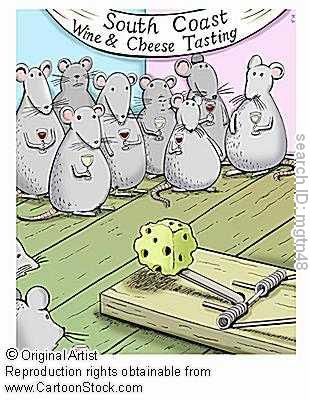 South Coast
Wine & Cheese Tasting
search ID: mgtn48
© Original Artist
Reproduction rights obtainable from
www.CartoonStock.com